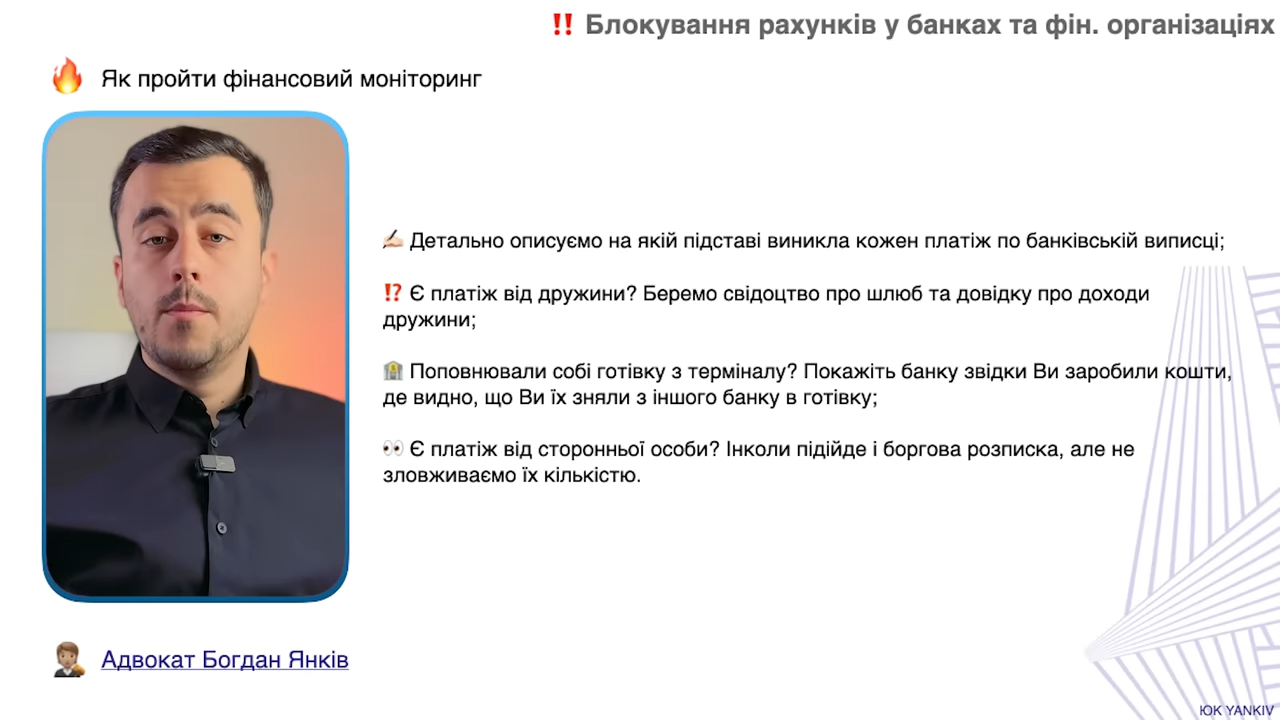 ‼️ Блокування рахунків у банках та фін. організаціях
🔥 Як пройти фінансовий моніторинг
✍🏻 Детально описуємо на якій підставі виникла кожен платіж по банківській виписці;
⁉️ Є платіж від дружини? Беремо свідоцтво про шлюб та довідку про доходи
дружини;
🏦 Поповнювали собі готівку з терміналу? Покажіть банку звідки Ви заробили кошти,
де видно, що Ви їх зняли з іншого банку в готівку;
👀 Є платіж від сторонньої особи? Інколи підійде і боргова розписка, але не
зловживаємо їх кількістю.
Адвокат Богдан Янків
ЮК YANKIV